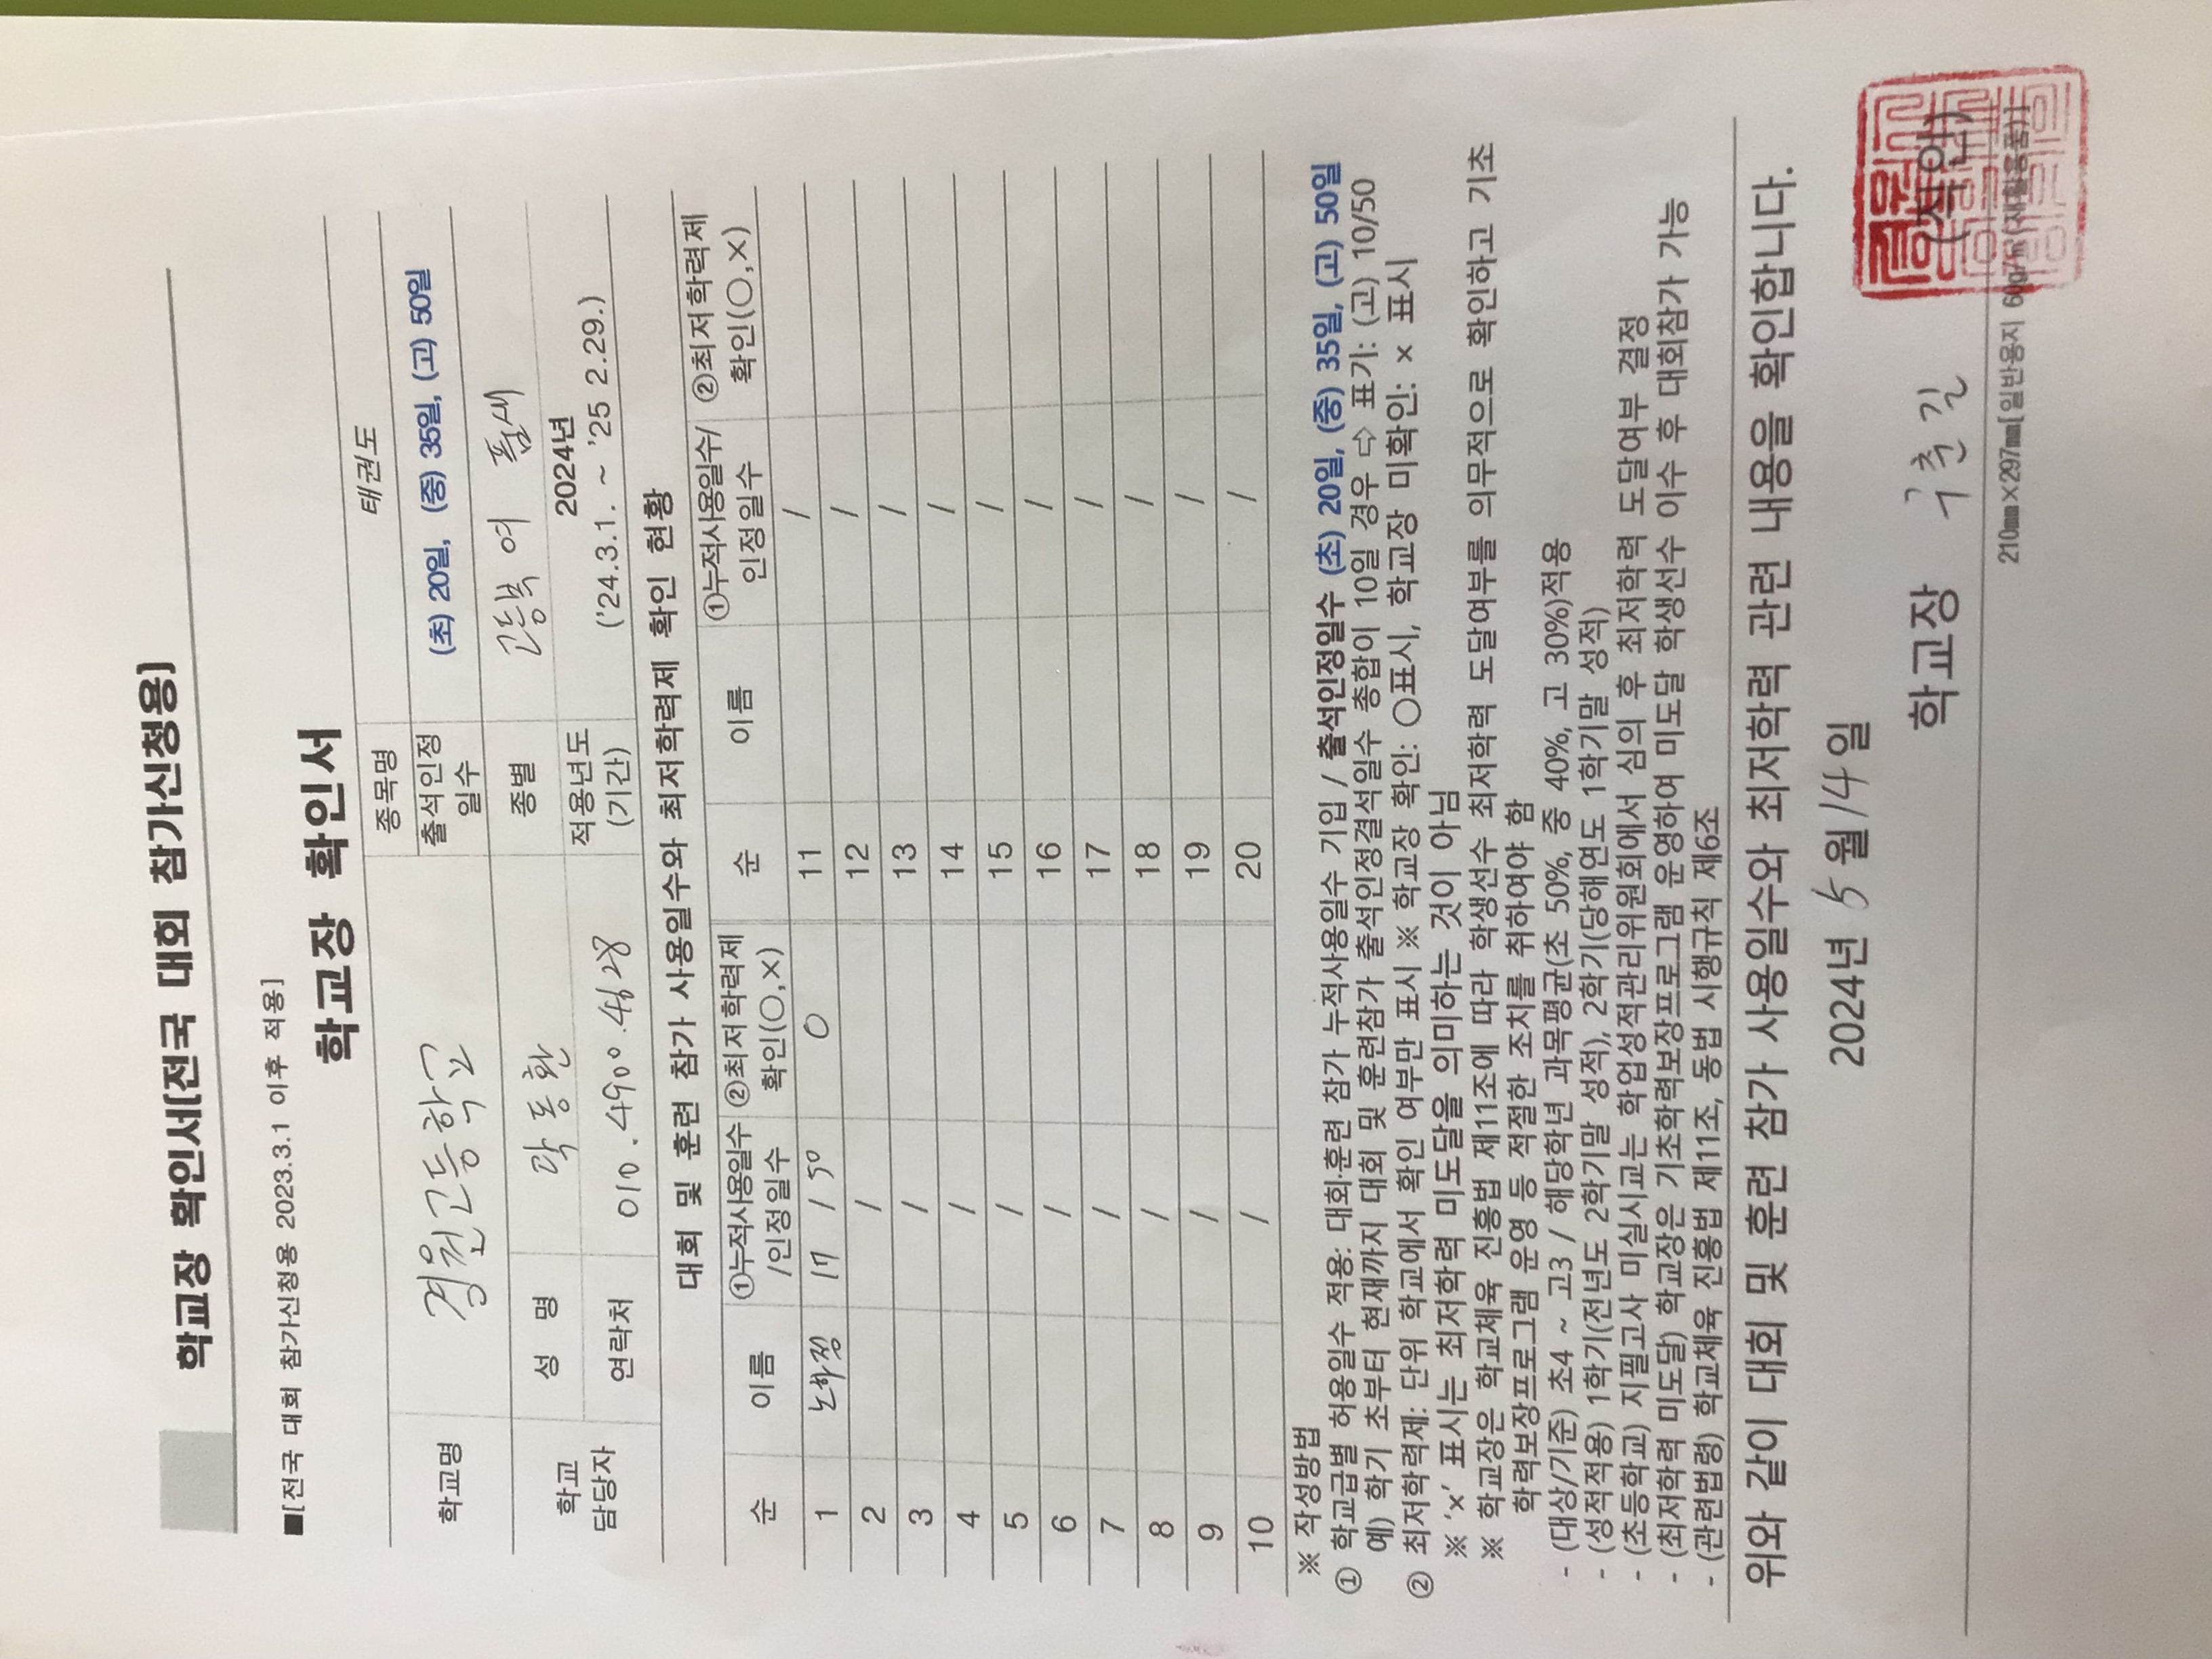 학교장 확인서[전국 대회 참가신청용]
■[전국 대회 참가신청용 2023.3.1 이후 적용]
학교장 확인서
학교명 경원고등학교 종목명 태권도
출석인정일수 (초) 20일, (중) 35일, (고) 50일
학교 담당자 성 명 곽동환 종별 고등부 여 품새
연락처 010.4900.4628 적용년도(기간) 2024년 ('24.3.1. ~ '25 2.29.)
대회 및 훈련 참가 사용일수와 최저학력제 확인 현황
순 이름 ①누적사용일수/인정일수 ②최저학력제 확인(○,×) 순 이름 ①누적사용일수/인정일수 ②최저학력제 확인(○,×)
1 노하정 17 / 50 ○ 11 /
2 / 12 /
3 / 13 /
4 / 14 /
5 / 15 /
6 / 16 /
7 / 17 /
8 / 18 /
9 / 19 /
10 / 20 /
※ 작성방법
① 학교급별 허용일수 적용: 대회·훈련 참가 누적사용일수 기입 / 출석인정일수 (초) 20일, (중) 35일, (고) 50일
예) 학기 초부터 현재까지 대회 및 훈련참가 출석인정결석일수 총합이 10일 경우 ⇨ 표기: (고) 10/50
② 최저학력제: 단위 학교에서 확인 여부만 표시 ※ 학교장 확인: ○표시, 학교장 미확인: × 표시
※ '×' 표시는 최저학력 미도달을 의미하는 것이 아님
※ 학교장은 학교체육 진흥법 제11조에 따라 학생선수 최저학력 도달여부를 의무적으로 확인하고 기초
학력보장프로그램 운영 등 적절한 조치를 취하여야 함
- (대상/기준) 초4 ~ 고3 / 해당학년 과목평균(초 50%, 중 40%, 고 30%)적용
- (성적적용) 1학기(전년도 2학기말 성적), 2학기(당해연도 1학기말 성적)
- (초등학교) 지필고사 미실시교는 학업성적관리위원회에서 심의 후 최저학력 도달여부 결정
- (최저학력 미도달) 학교장은 기초학력보장프로그램 운영하여 미도달 학생선수 이수 후 대회참가 가능
- (관련법령) 학교체육 진흥법 제11조, 동법 시행규칙 제6조
위와 같이 대회 및 훈련 참가 사용일수와 최저학력 관련 내용을 확인합니다.
2024년 5월 14일
학교장 구춘길 (직인)
210㎜×297㎜[일반용지 60g/㎡(재활용품)]